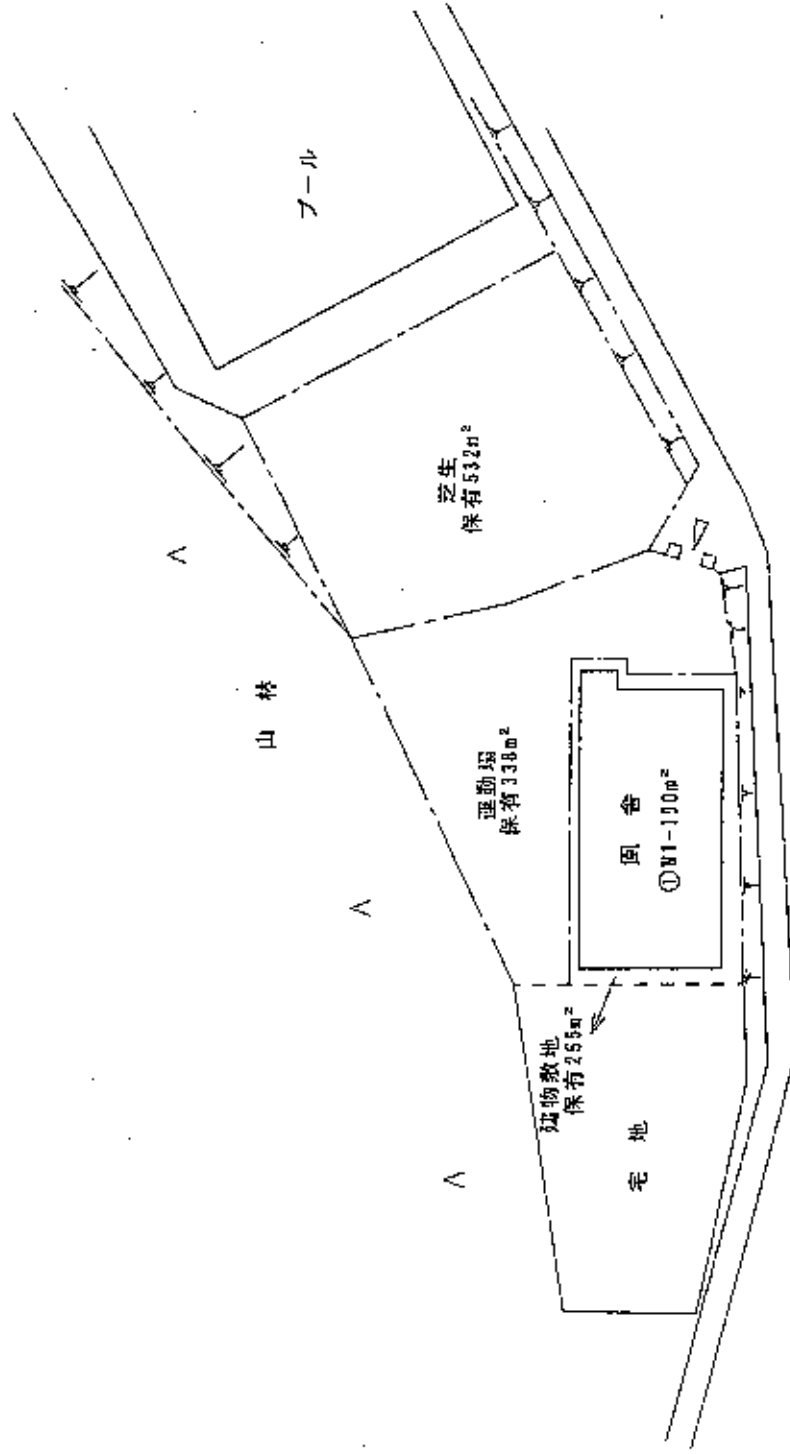 プール
芝生
保有532m²
山林
運動場
保有338m²
園舎
①W1-190m²
建物敷地
保有255m²
宅地